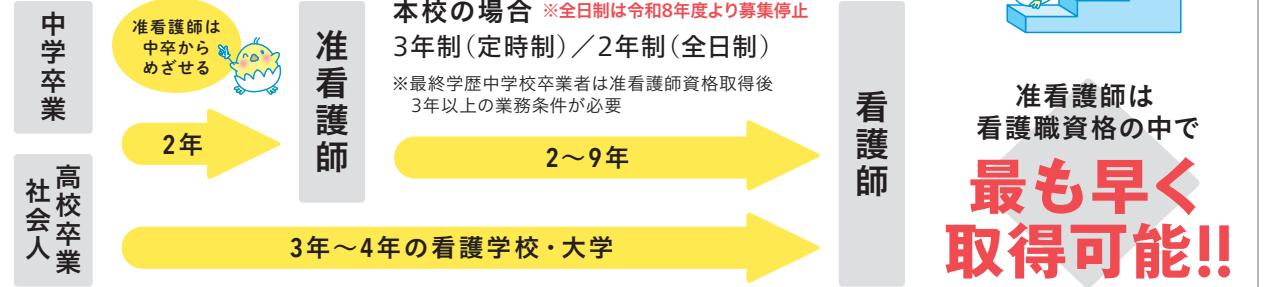 中学卒業
高校卒業
社会人
准看護師は
中卒から
めざせる
2年
准看護師
本校の場合 ※全日制は令和8年度より募集停止
3年制(定時制)/2年制(全日制)
※最終学歴中学校卒業者は准看護師資格取得後
3年以上の業務条件が必要
2〜9年
3年〜4年の看護学校・大学
看護師
准看護師は
看護職資格の中で
最も早く
取得可能!!